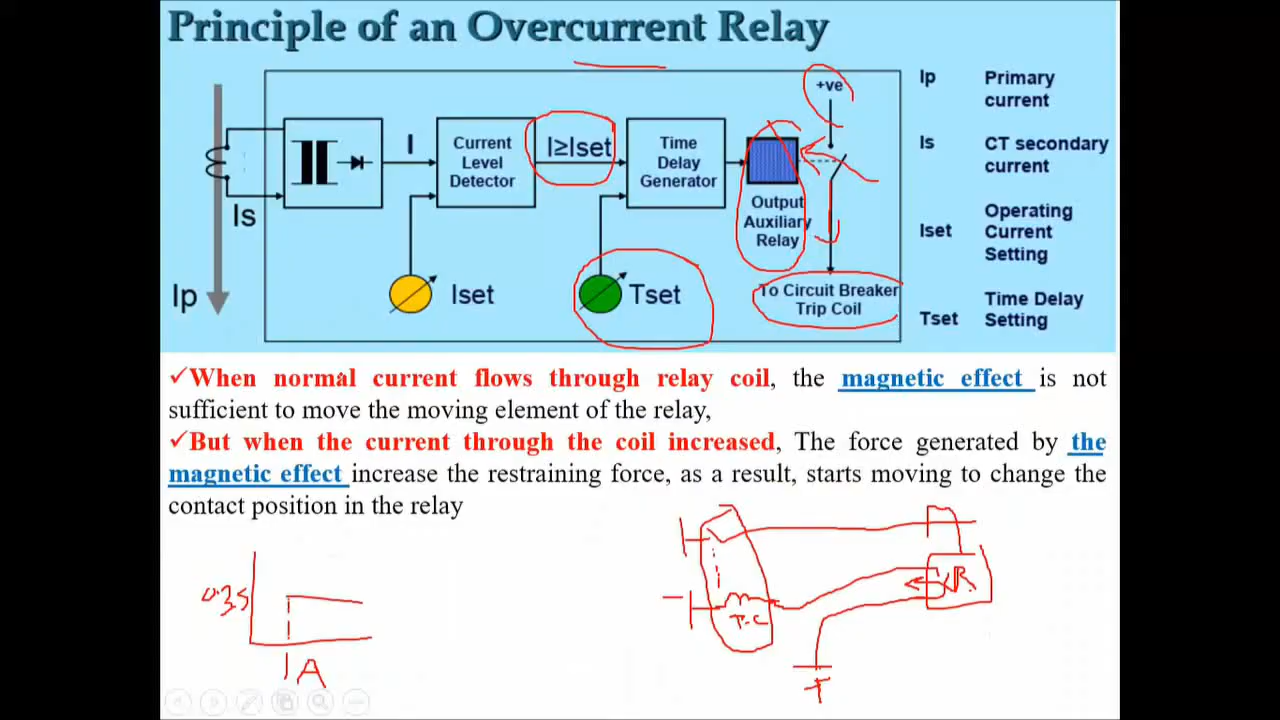 Principle of an Overcurrent Relay
+ve
Ip Primary
current
I
Current
Level
Detector
I≥Iset
Time
Delay
Generator
Is CT secondary
current
Output
Auxiliary
Relay
Is
Iset Operating
Current
Setting
Ip
Iset
Tset
To Circuit Breaker
Trip Coil
Tset Time Delay
Setting
✓When normal current flows through relay coil, the magnetic effect is not
sufficient to move the moving element of the relay,
✓But when the current through the coil increased, The force generated by the
magnetic effect increase the restraining force, as a result, starts moving to change the
contact position in the relay
0.3s
1A
T.C
R